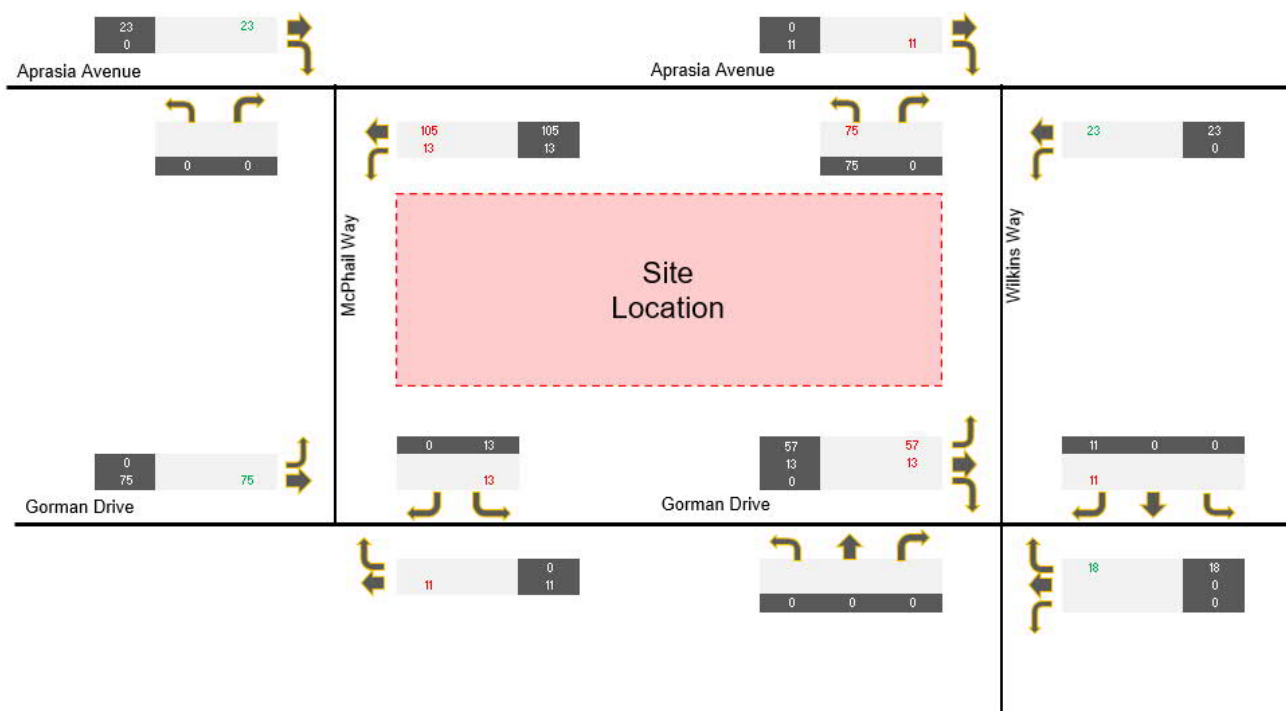 23 23
0
0
11 11
Aprasia Avenue
Aprasia Avenue
105 105
13 13
75
23 23
0
0 0
75 0
McPhail Way
Wilkins Way
Site
Location
0 13
57 57
13 13
0
11 0 0
0
75 75
13
11
Gorman Drive
Gorman Drive
0
11 11
18 18
0
0
0 0 0